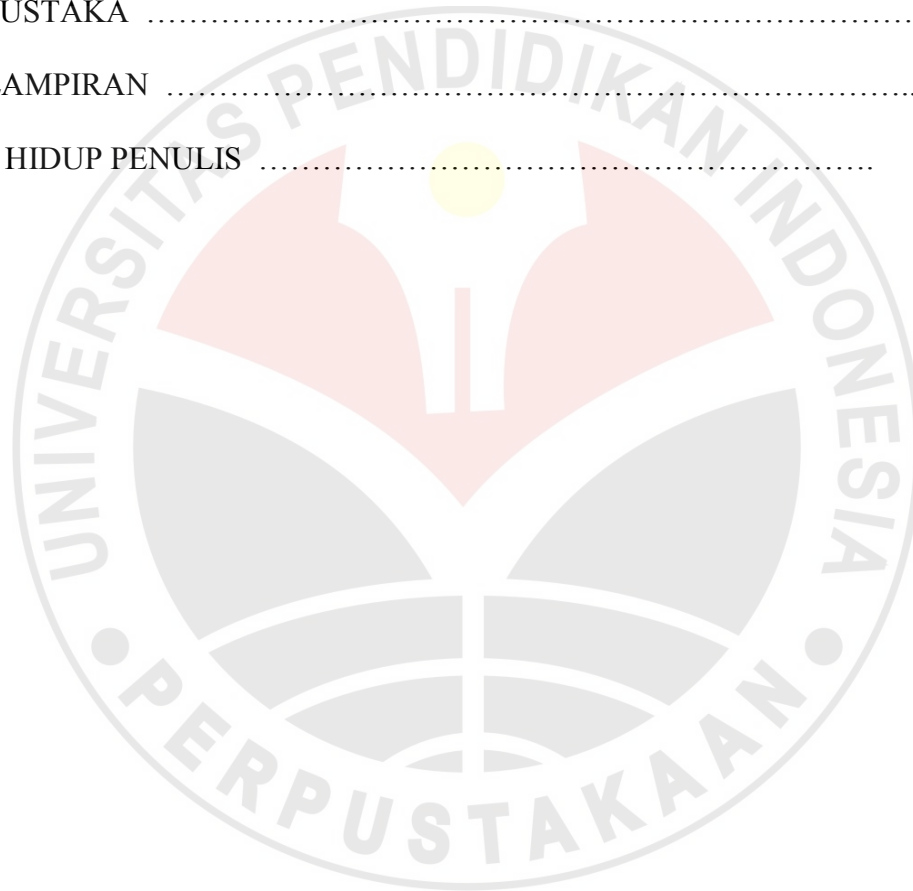 USTAKA ……………………………………………………………………………….
AMPIRAN ……………………………………………………………………………..
HIDUP PENULIS …………………………………………………………….
UNIVERSITAS PENDIDIKAN INDONESIA
PERPUSTAKAAN